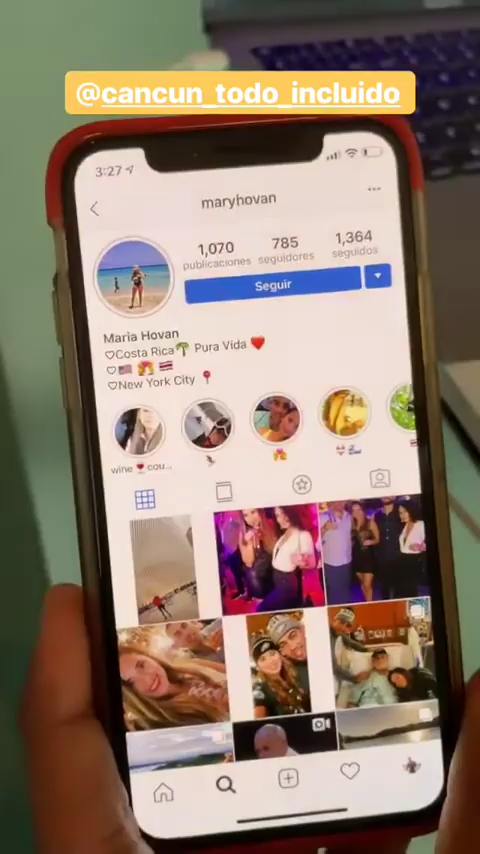 @cancun_todo_incluido
3:27
maryhovan
1,070 785 1,364
publicaciones seguidores seguidos
Seguir
Maria Hovan
♡Costa Rica🌴 Pura Vida ❤️
♡🇺🇸 💏 🇨🇷
♡New York City 📍
wine 🍷 cou...